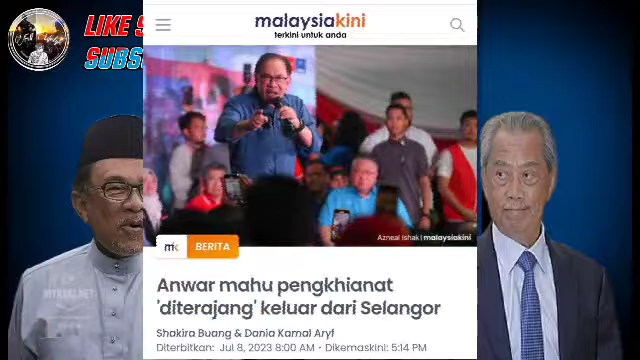 LIKE S
SUBS
malaysiakini
terkini untuk anda
Azneal Ishak | malaysiakini
mk BERITA
Anwar mahu pengkhianat
'diterajang' keluar dari Selangor
Shakira Buang & Dania Kamal Aryf
Diterbitkan: Jul 8, 2023 8:00 AM • Dikemaskini: 5:14 PM